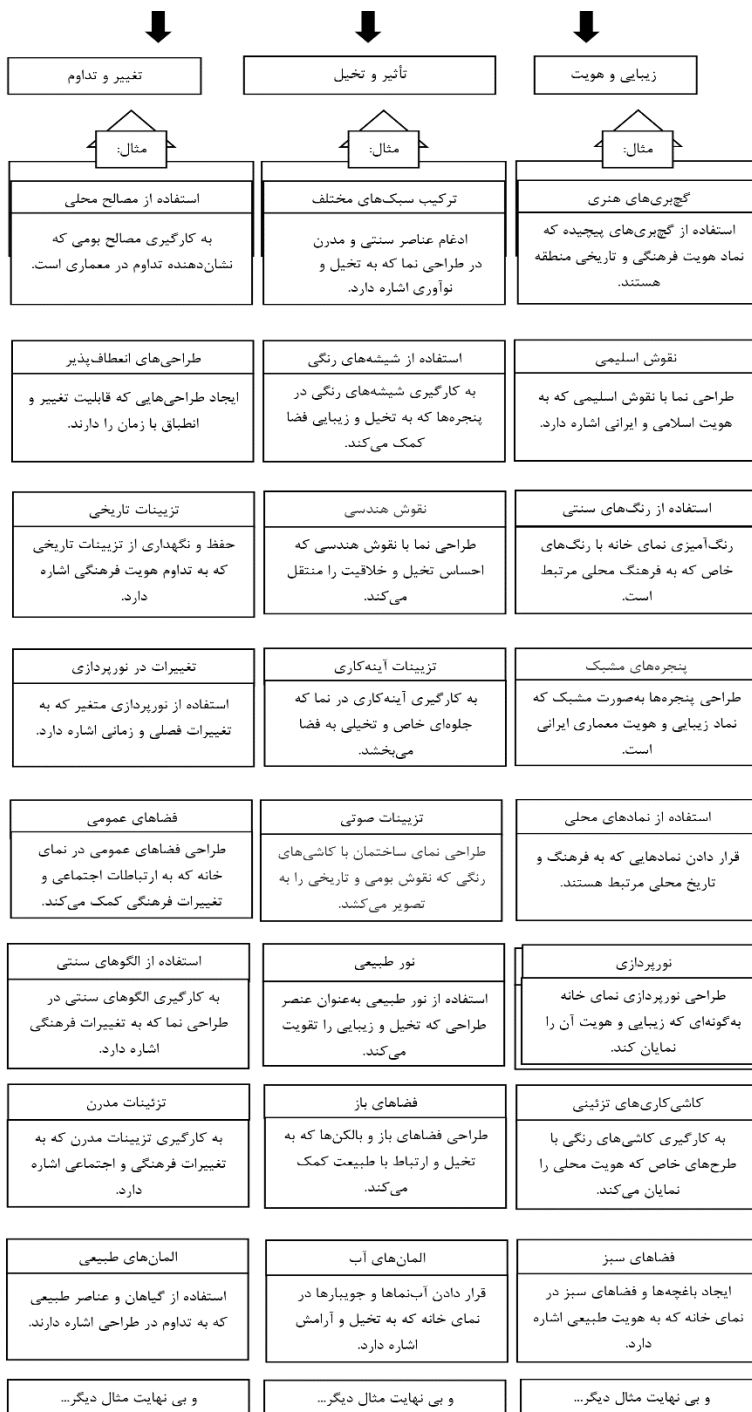 زیبایی و هویت
تأثیر و تخیل
تغییر و تداوم
مثال:
مثال:
مثال:
گچ‌بری‌های هنری
استفاده از گچ‌بری‌های پیچیده که
نماد هویت فرهنگی و تاریخی منطقه
هستند.
ترکیب سبک‌های مختلف
ادغام عناصر سنتی و مدرن
در طراحی نما که به تخیل و
نوآوری اشاره دارد.
استفاده از مصالح محلی
به کارگیری مصالح بومی که
نشان‌دهنده تداوم در معماری است.
نقوش اسلیمی
طراحی نما با نقوش اسلیمی که به
هویت اسلامی و ایرانی اشاره دارد.
استفاده از شیشه‌های رنگی
به کارگیری شیشه‌های رنگی در
پنجره‌ها که به تخیل و زیبایی فضا
کمک می‌کند.
طراحی‌های انعطاف‌پذیر
ایجاد طراحی‌هایی که قابلیت تغییر و
انطباق با زمان را دارند.
استفاده از رنگ‌های سنتی
رنگ‌آمیزی نمای خانه با رنگ‌های
خاص که به فرهنگ محلی مرتبط
است.
نقوش هندسی
طراحی نما با نقوش هندسی که
احساس تخیل و خلاقیت را منتقل
می‌کند.
تزیینات تاریخی
حفظ و نگهداری از تزیینات تاریخی
که به تداوم هویت فرهنگی اشاره
دارد.
پنجره‌های مشبک
طراحی پنجره‌ها به‌صورت مشبک که
نماد زیبایی و هویت معماری ایرانی
است.
تزیینات آینه‌کاری
به کارگیری آینه‌کاری در نما که
جلوه‌ای خاص و تخیلی به فضا
می‌بخشد.
تغییرات در نورپردازی
استفاده از نورپردازی متغیر که به
تغییرات فصلی و زمانی اشاره دارد.
استفاده از نمادهای محلی
قرار دادن نمادهایی که به فرهنگ و
تاریخ محلی مرتبط هستند.
تزیینات صوتی
طراحی نمای ساختمان با کاشی‌های
رنگی که نقوش بومی و تاریخی را به
تصویر می‌کشد.
فضاهای عمومی
طراحی فضاهای عمومی در نمای
خانه که به ارتباطات اجتماعی و
تغییرات فرهنگی کمک می‌کند.
نورپردازی
طراحی نورپردازی نمای خانه
به‌گونه‌ای که زیبایی و هویت آن را
نمایان کند.
نور طبیعی
استفاده از نور طبیعی به‌عنوان عنصر
طراحی که تخیل و زیبایی را تقویت
می‌کند.
استفاده از الگوهای سنتی
به کارگیری الگوهای سنتی در
طراحی نما که به تغییرات فرهنگی
اشاره دارد.
کاشی‌کاری‌های تزئینی
به کارگیری کاشی‌های رنگی با
طرح‌های خاص که هویت محلی را
نمایان می‌کند.
فضاهای باز
طراحی فضاهای باز و بالکن‌ها که به
تخیل و ارتباط با طبیعت کمک
می‌کند.
تزئینات مدرن
به کارگیری تزیینات مدرن که به
تغییرات فرهنگی و اجتماعی اشاره
دارد.
فضاهای سبز
ایجاد باغچه‌ها و فضاهای سبز در
نمای خانه که به هویت طبیعی اشاره
دارد.
المان‌های آب
قرار دادن آب‌نماها و جویبارها در
نمای خانه که به تخیل و آرامش
اشاره دارد.
المان‌های طبیعی
استفاده از گیاهان و عناصر طبیعی
که به تداوم در طراحی اشاره دارند.
و بی نهایت مثال دیگر...
و بی نهایت مثال دیگر...
و بی نهایت مثال دیگر...